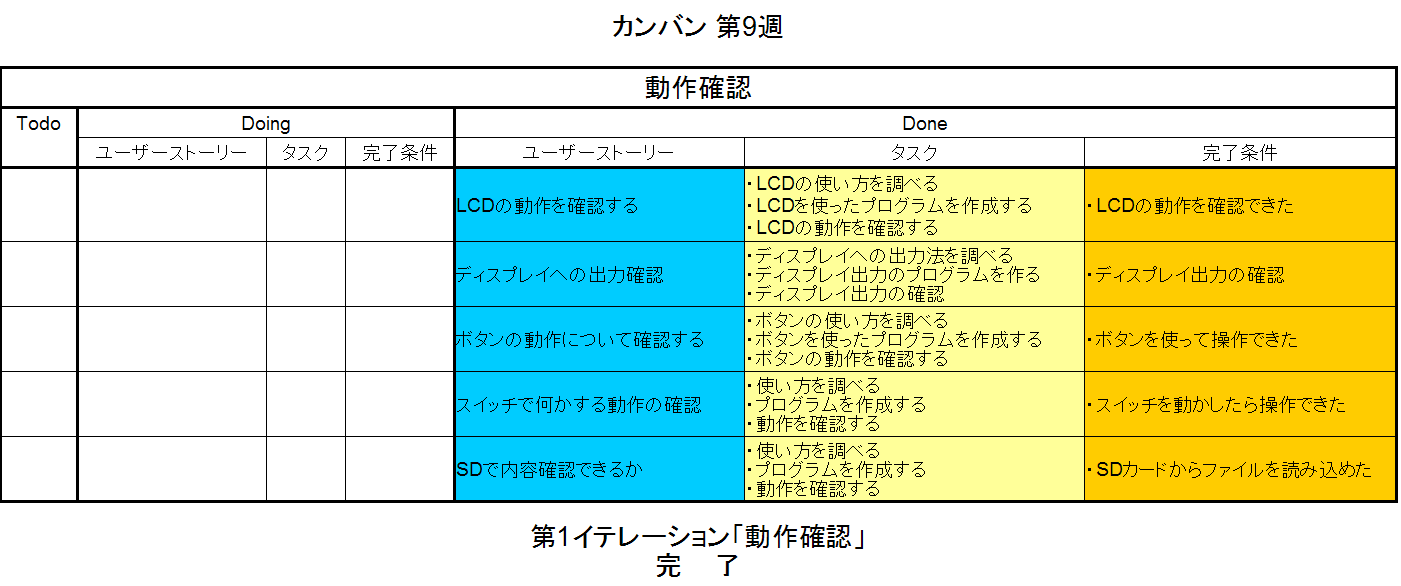 カンバン 第9週
動作確認
Todo Doing Done
ユーザーストーリー タスク 完了条件 ユーザーストーリー タスク 完了条件
LCDの動作を確認する
・LCDの使い方を調べる
・LCDを使ったプログラムを作成する
・LCDの動作を確認する
・LCDの動作を確認できた
ディスプレイへの出力確認
・ディスプレイへの出力法を調べる
・ディスプレイ出力のプログラムを作る
・ディスプレイ出力の確認
・ディスプレイ出力の確認
ボタンの動作について確認する
・ボタンの使い方を調べる
・ボタンを使ったプログラムを作成する
・ボタンの動作を確認する
・ボタンを使って操作できた
スイッチで何かする動作の確認
・使い方を調べる
・プログラムを作成する
・動作を確認する
・スイッチを動かしたら操作できた
SDで内容確認できるか
・使い方を調べる
・プログラムを作成する
・動作を確認する
・SDカードからファイルを読み込めた
第1イテレーション「動作確認」
完 了